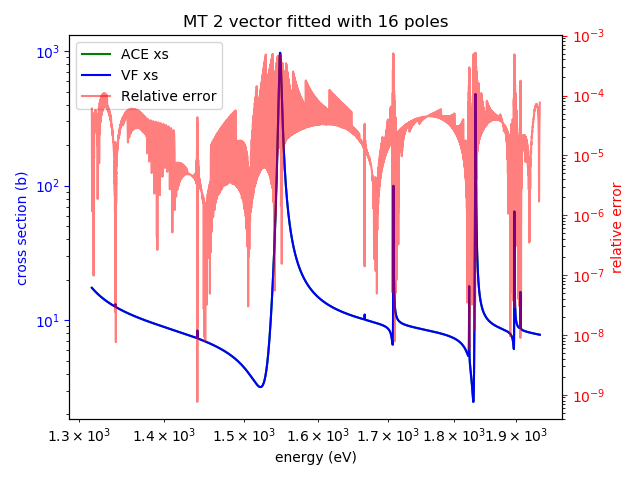 MT 2 vector fitted with 16 poles
ACE xs
VF xs
Relative error
cross section (b)
10³
10²
10¹
relative error
10⁻³
10⁻⁴
10⁻⁵
10⁻⁶
10⁻⁷
10⁻⁸
10⁻⁹
1.3 × 10³ 1.4 × 10³ 1.5 × 10³ 1.6 × 10³ 1.7 × 10³ 1.8 × 10³ 1.9 × 10³
energy (eV)